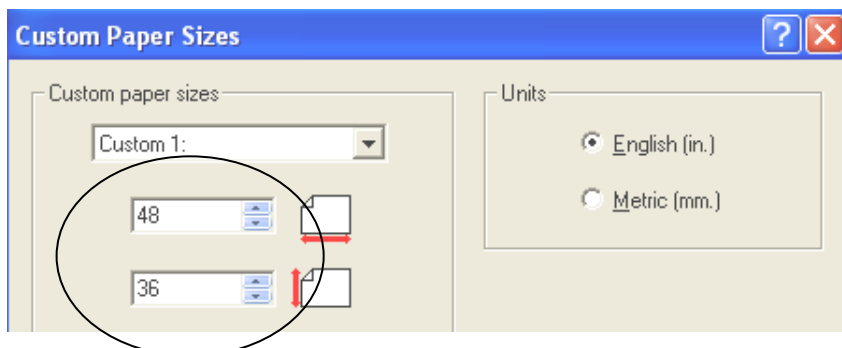 Custom Paper Sizes
Custom paper sizes
Units
Custom 1:
English (in.)
48
Metric (mm.)
36